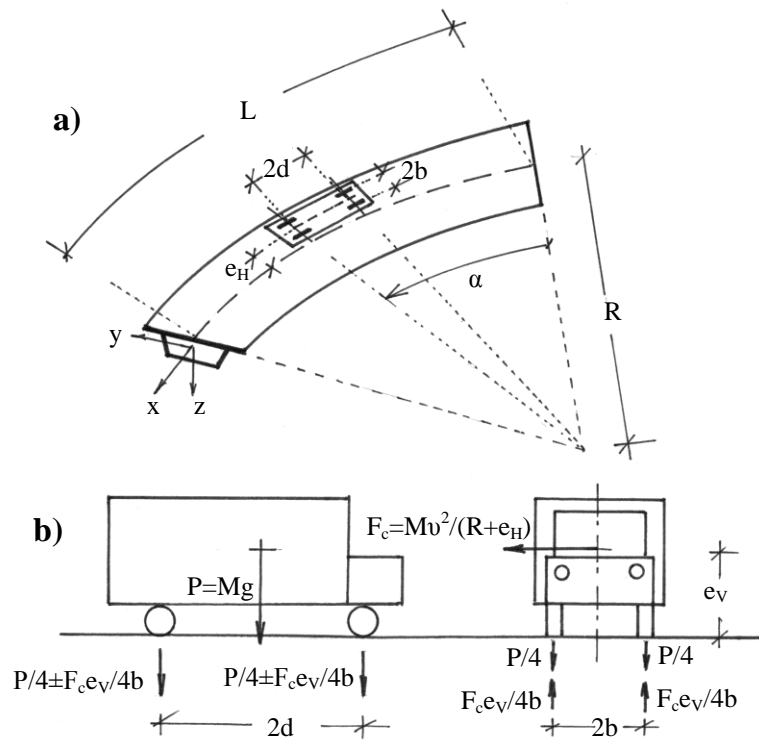 a)
L
2d
2b
e_H
α
R
y
x
z
b)
F_c=Mυ²/(R+e_H)
P=Mg
e_V
P/4±F_ce_V/4b
P/4±F_ce_V/4b
2d
P/4
P/4
F_ce_V/4b
F_ce_V/4b
2b